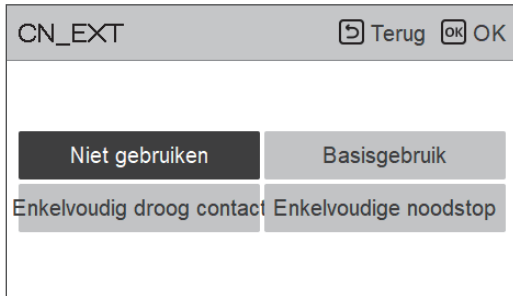 CN_EXT Terug OK OK
Niet gebruiken Basisgebruik
Enkelvoudig droog contact Enkelvoudige noodstop